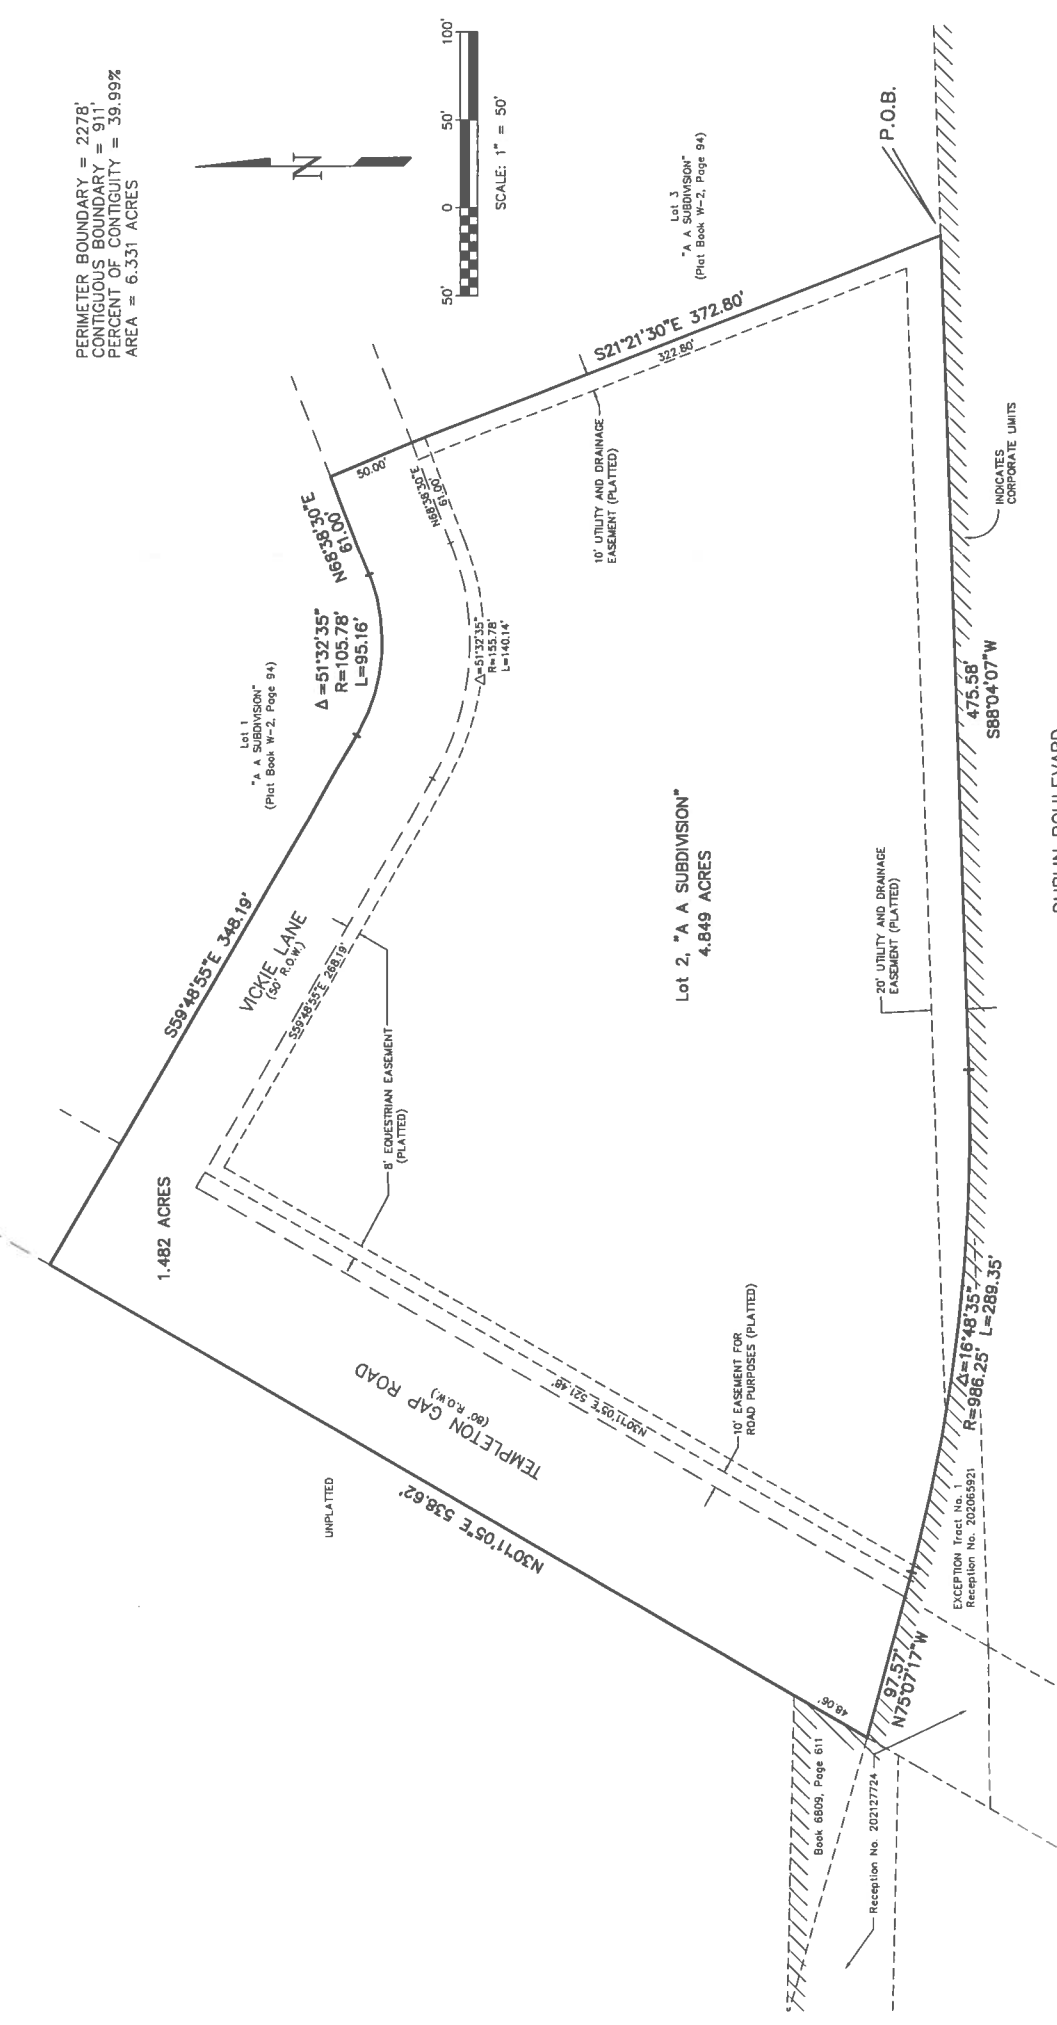 PERIMETER BOUNDARY = 2278'
CONTIGUOUS BOUNDARY = 911'
PERCENT OF CONTIGUITY = 39.99%
AREA = 6.331 ACRES
N
50'
0
50'
100'
SCALE: 1" = 50'
Lot 3
"A A SUBDIVISION"
(Plat Book W-2, Page 94)
P.O.B.
S21°21'30"E 372.80'
322.80'
50.00'
N68°38'30"E
61.00'
N68°38'30"E
61.00'
Δ=51°32'35"
R=105.78'
L=95.16'
Δ=51°32'35"
R=155.78'
L=140.14'
Lot 1
"A A SUBDIVISION"
(Plat Book W-2, Page 94)
10' UTILITY AND DRAINAGE
EASEMENT (PLATTED)
INDICATES
CORPORATE LIMITS
475.58'
S88°04'07"W
S59°48'55"E 348.19'
VICKIE LANE
(50' R.O.W.)
S59°48'55"E 268.19'
Lot 2, "A A SUBDIVISION"
4.849 ACRES
20' UTILITY AND DRAINAGE
EASEMENT (PLATTED)
8' EQUESTRIAN EASEMENT
(PLATTED)
1.482 ACRES
TEMPLETON GAP ROAD
(80' R.O.W.)
N30°11'05"E 521.48'
10' EASEMENT FOR
ROAD PURPOSES (PLATTED)
Δ=16°48'35"
R=986.25' L=289.35'
UNPLATTED
N30°11'05"E 538.62'
EXCEPTION Tract No. 1
Reception No. 202065921
97.57'
N75°07'17"W
48.06'
Book 6809, Page 611
Reception No. 202127724